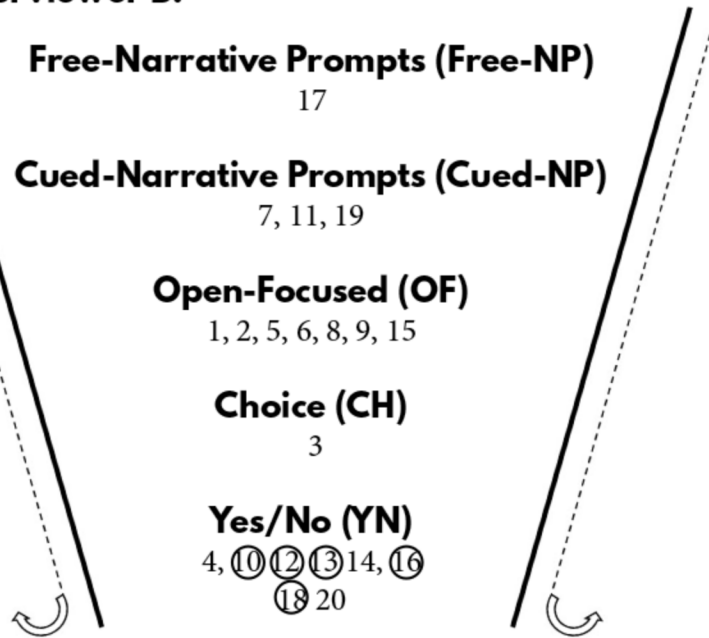 Free-Narrative Prompts (Free-NP)
17
Cued-Narrative Prompts (Cued-NP)
7, 11, 19
Open-Focused (OF)
1, 2, 5, 6, 8, 9, 15
Choice (CH)
3
Yes/No (YN)
4, 10 12 13 14, 16
18 20